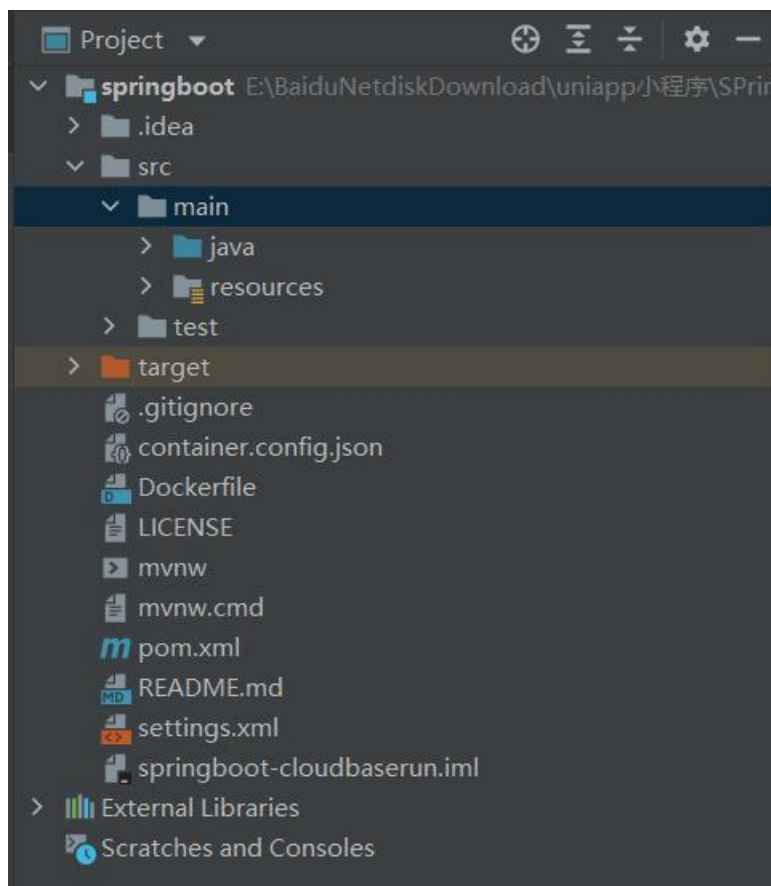 Project
springboot E:\BaiduNetdiskDownload\uniapp小程序\SPrin
.idea
src
main
java
resources
test
target
.gitignore
container.config.json
Dockerfile
LICENSE
mvnw
mvnw.cmd
pom.xml
README.md
settings.xml
springboot-cloudbaserun.iml
External Libraries
Scratches and Consoles